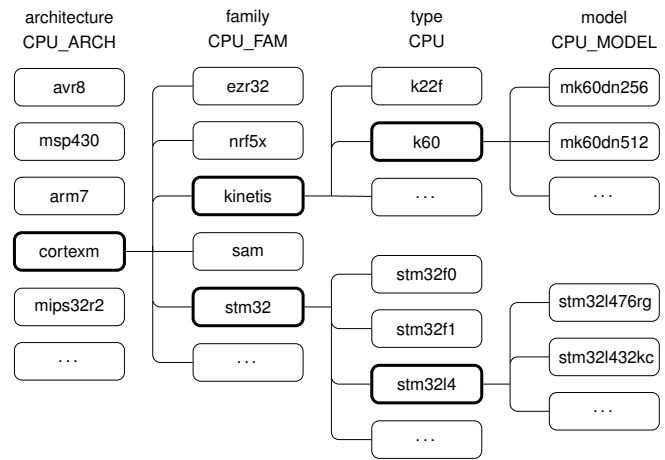 architecture
CPU_ARCH
family
CPU_FAM
type
CPU
model
CPU_MODEL
avr8
msp430
arm7
cortexm
mips32r2
...
ezr32
nrf5x
kinetis
sam
stm32
...
k22f
k60
...
stm32f0
stm32f1
stm32l4
...
mk60dn256
mk60dn512
...
stm32l476rg
stm32l432kc
...